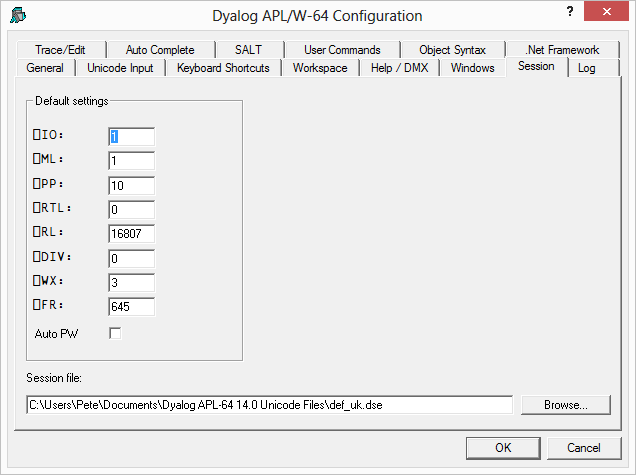 Dyalog APL/W-64 Configuration
? ×
Trace/Edit Auto Complete SALT User Commands Object Syntax .Net Framework
General Unicode Input Keyboard Shortcuts Workspace Help / DMX Windows Session Log
Default settings
⎕IO: 1
⎕ML: 1
⎕PP: 10
⎕RTL: 0
⎕RL: 16807
⎕DIV: 0
⎕WX: 3
⎕FR: 645
Auto PW
Session file:
C:\Users\Pete\Documents\Dyalog APL-64 14.0 Unicode Files\def_uk.dse Browse...
OK Cancel